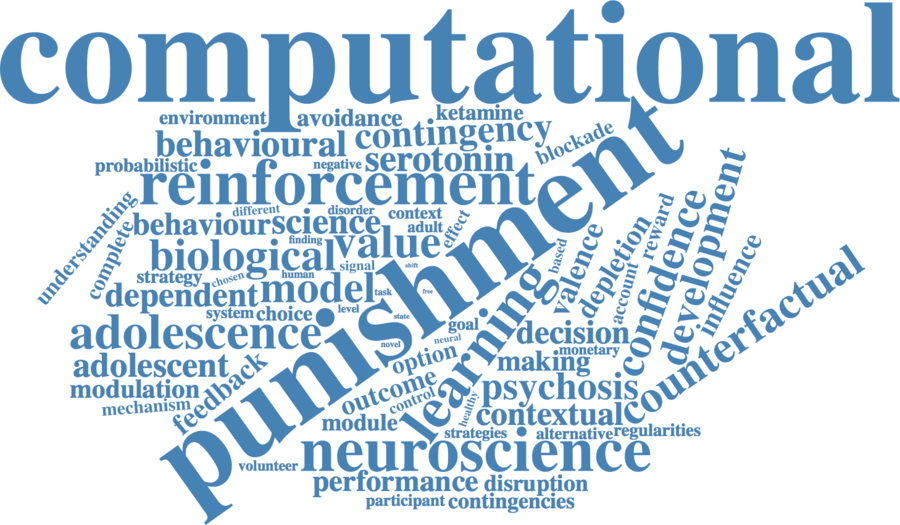 computational
environment
avoidance
ketamine
behavioural
contingency
blockade
probabilistic
negative
serotonin
reinforcement
punishment
understanding
complete
different
disorder
context
effect
behaviour
science
adult
finding
value
biological
signal
shift
strategy
chosen
human
dependent
model
task
free
system
choice
level
state
adolescence
novel
goal
neural
adolescent
feedback
option
modulation
outcome
mechanism
control
module
learning
healthy
based
valence
depletion
account
reward
confidence
development
influence
counterfactual
decision
making
monetary
psychosis
contextual
strategies
alternative
regularities
volunteer
neuroscience
performance
disruption
participant
contingencies